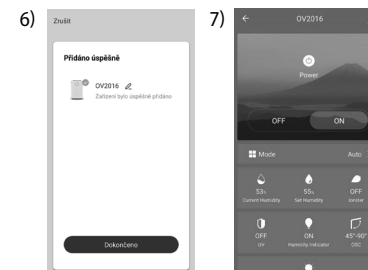 6)
Zrušit
Přidáno úspěšně
OV2016
Zařízení bylo úspěšně přidáno
Dokončeno
7)
OV2016
Power
OFF ON
Mode Auto
53% 55% OFF
Current Humidity Set Humidity Ionizer
OFF ON 45°-90°
UV Humidity Indicator OSC